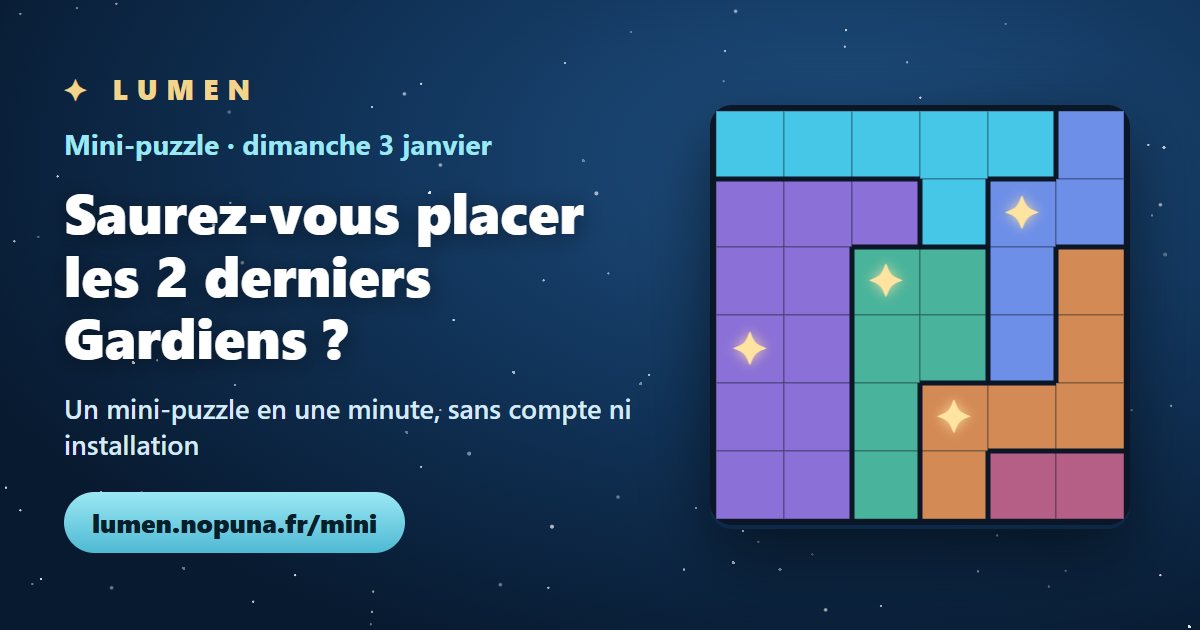 LUMEN
Mini-puzzle · dimanche 3 janvier
Saurez-vous placer
les 2 derniers
Gardiens ?
Un mini-puzzle en une minute, sans compte ni
installation
lumen.nopuna.fr/mini